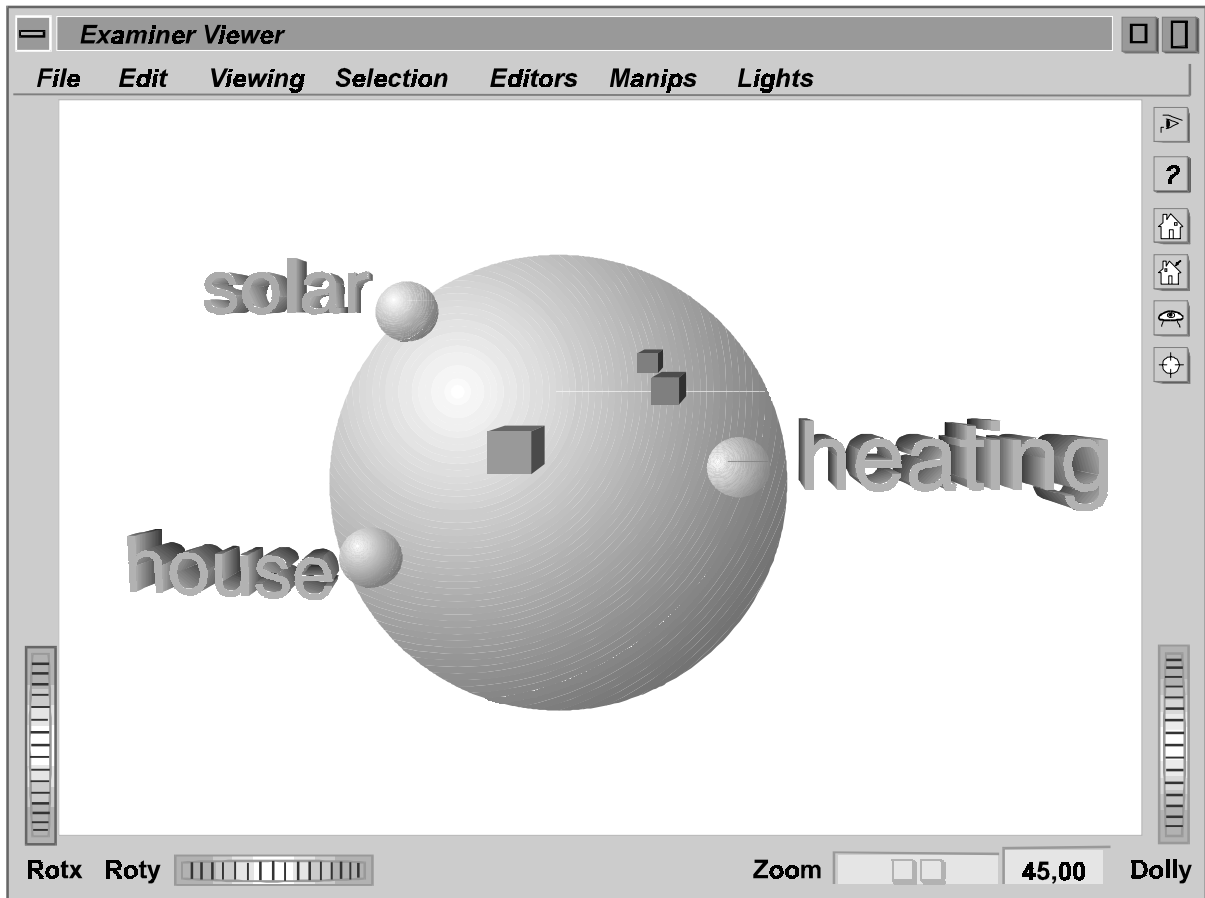 Examiner Viewer
File Edit Viewing Selection Editors Manips Lights
?
solar
heating
house
Rotx Roty Zoom 45,00 Dolly